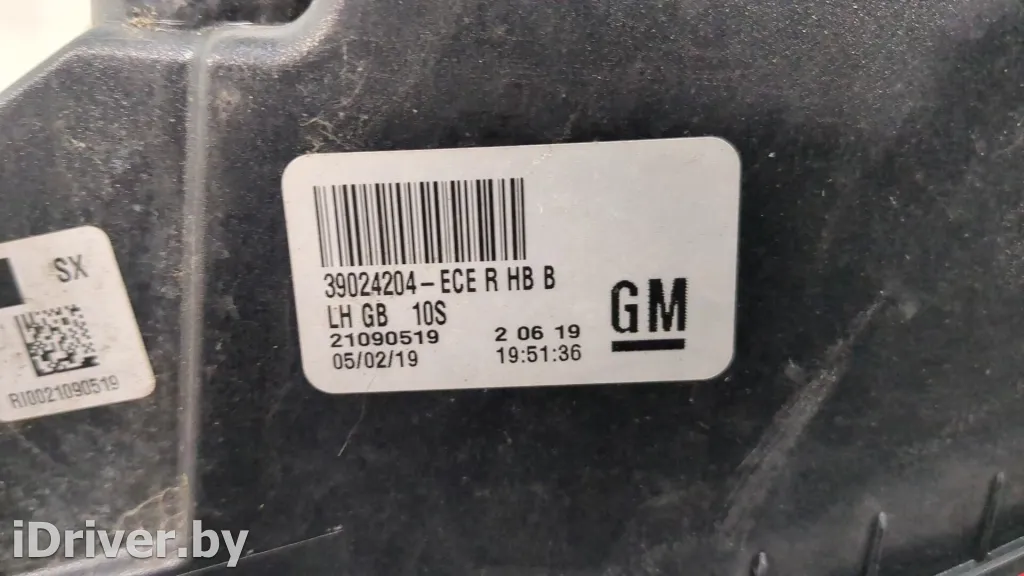 39024204-ECE R HB B
LH GB 10S
21090519 2 06 19
05/02/19 19:51:36
GM
SX
RI0021090519
iDriver.by